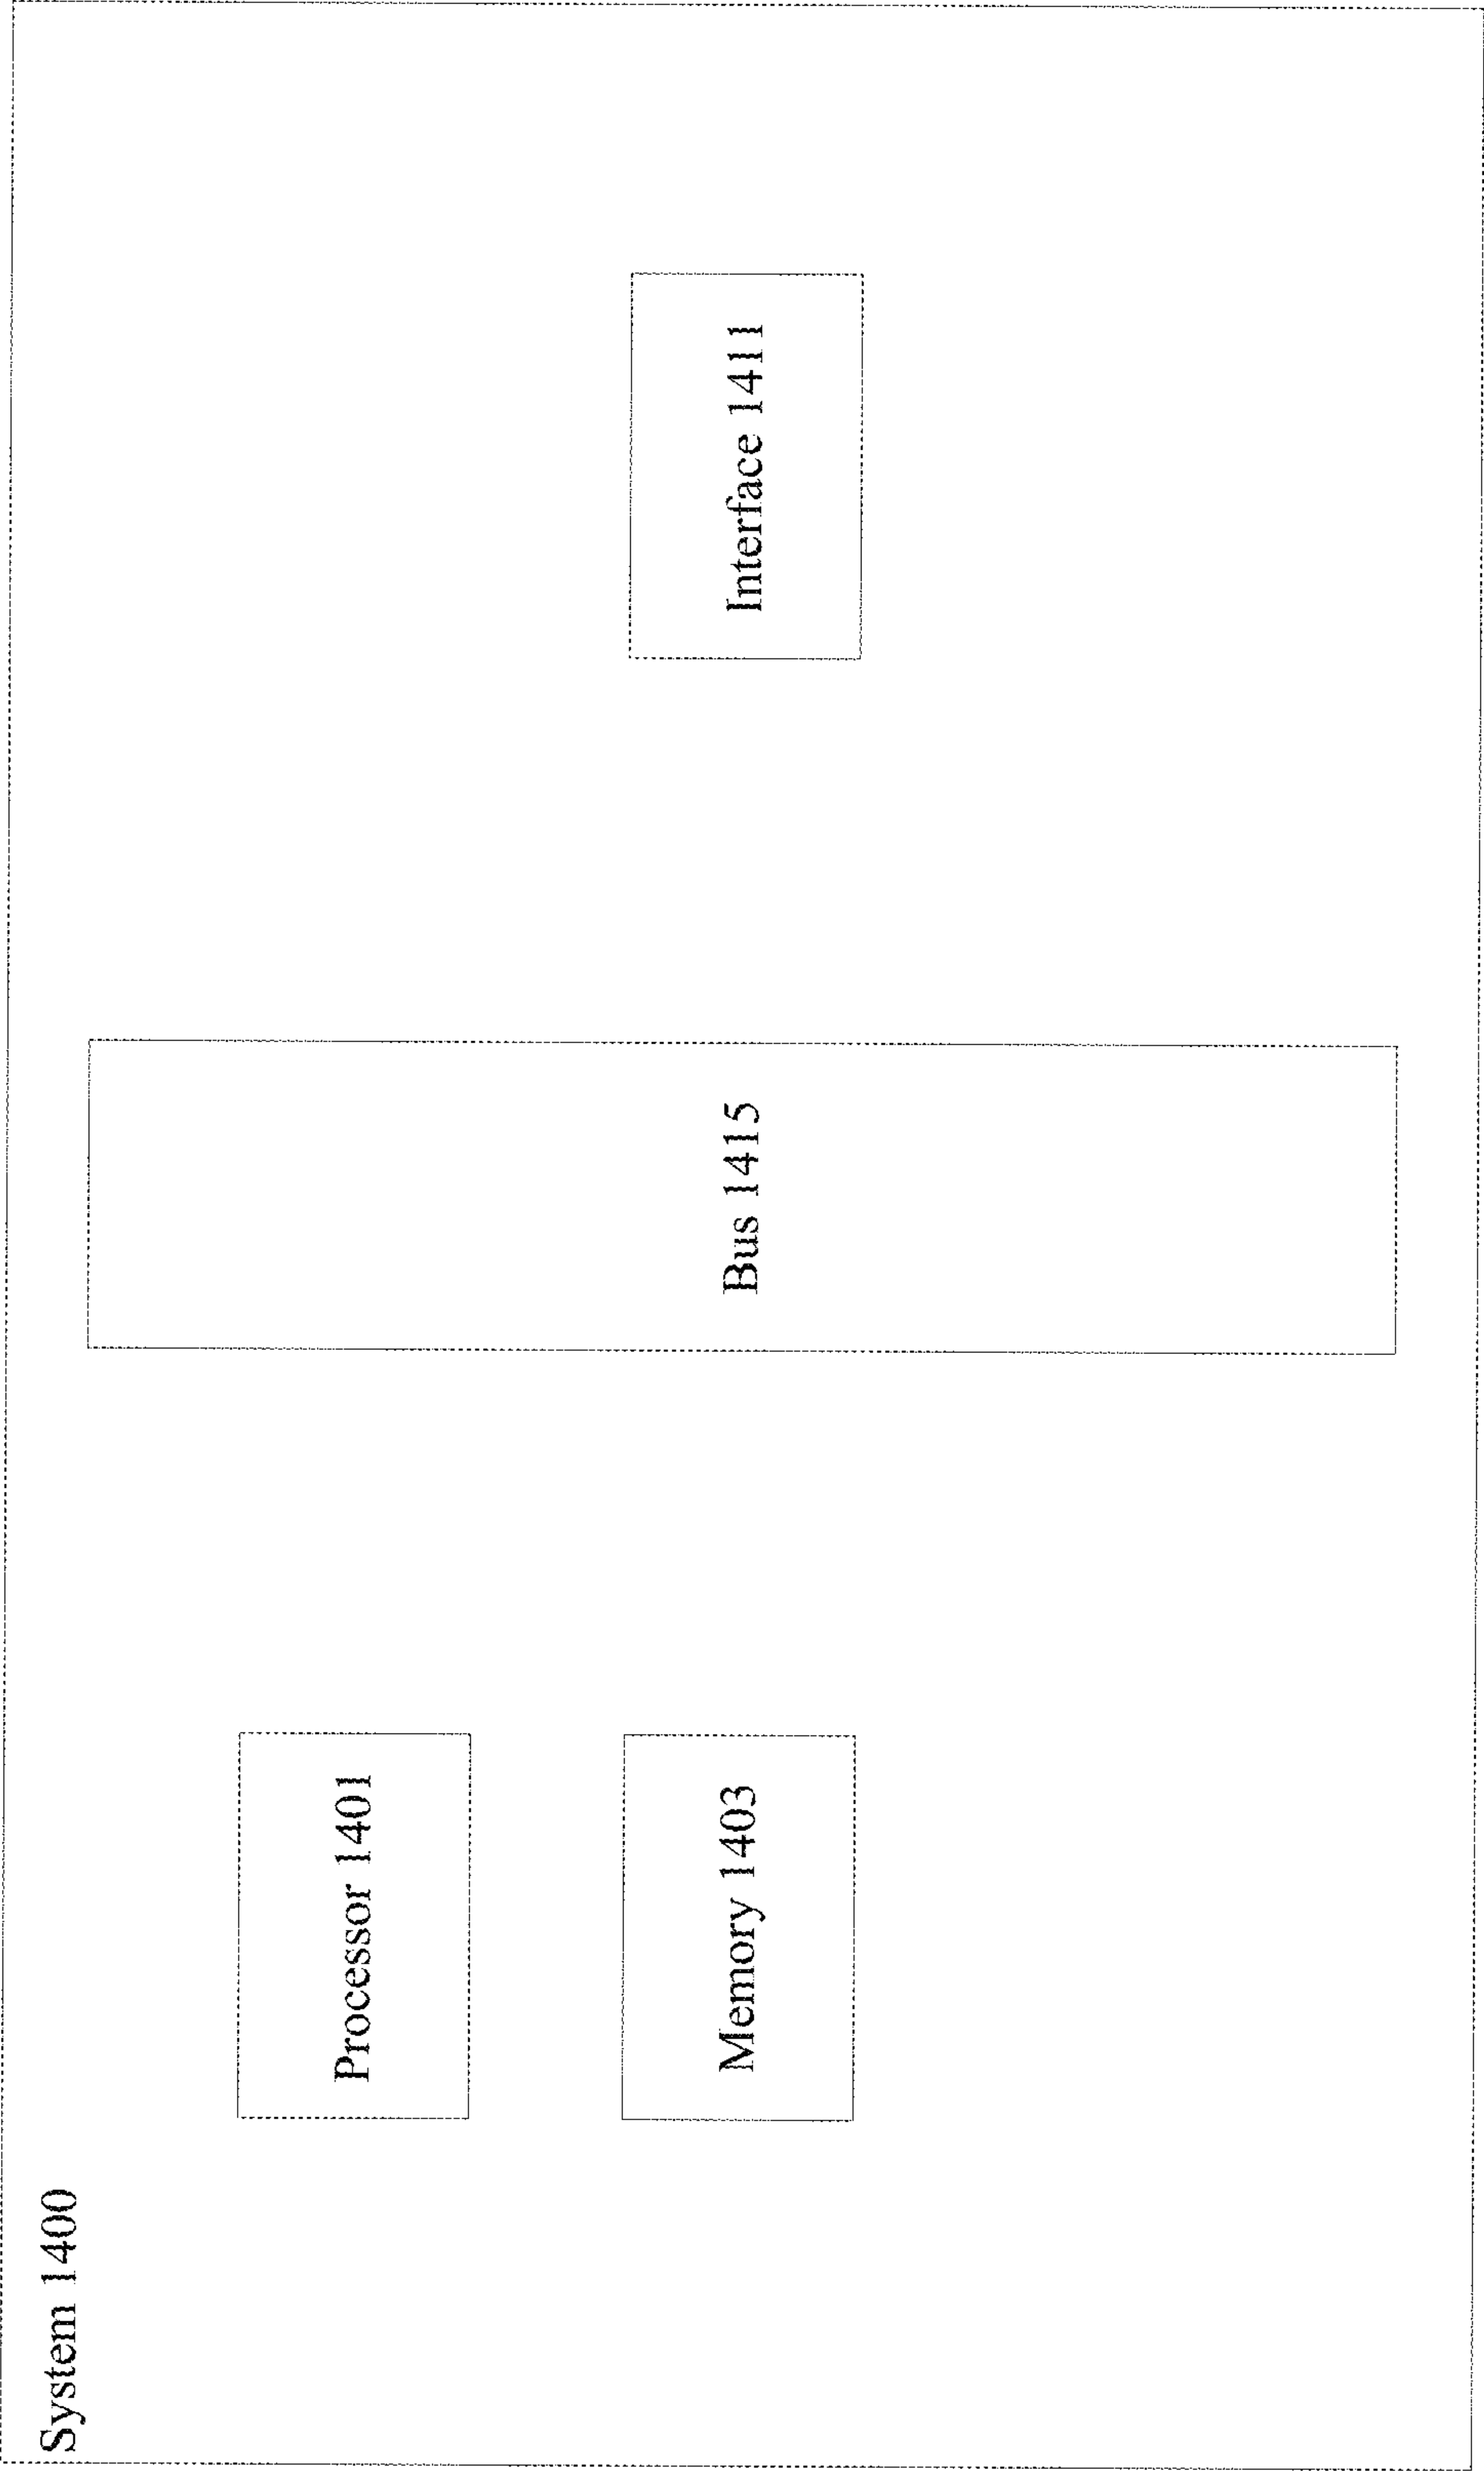 System 1400
Processor 1401
Memory 1403
Bus 1415
Interface 1411